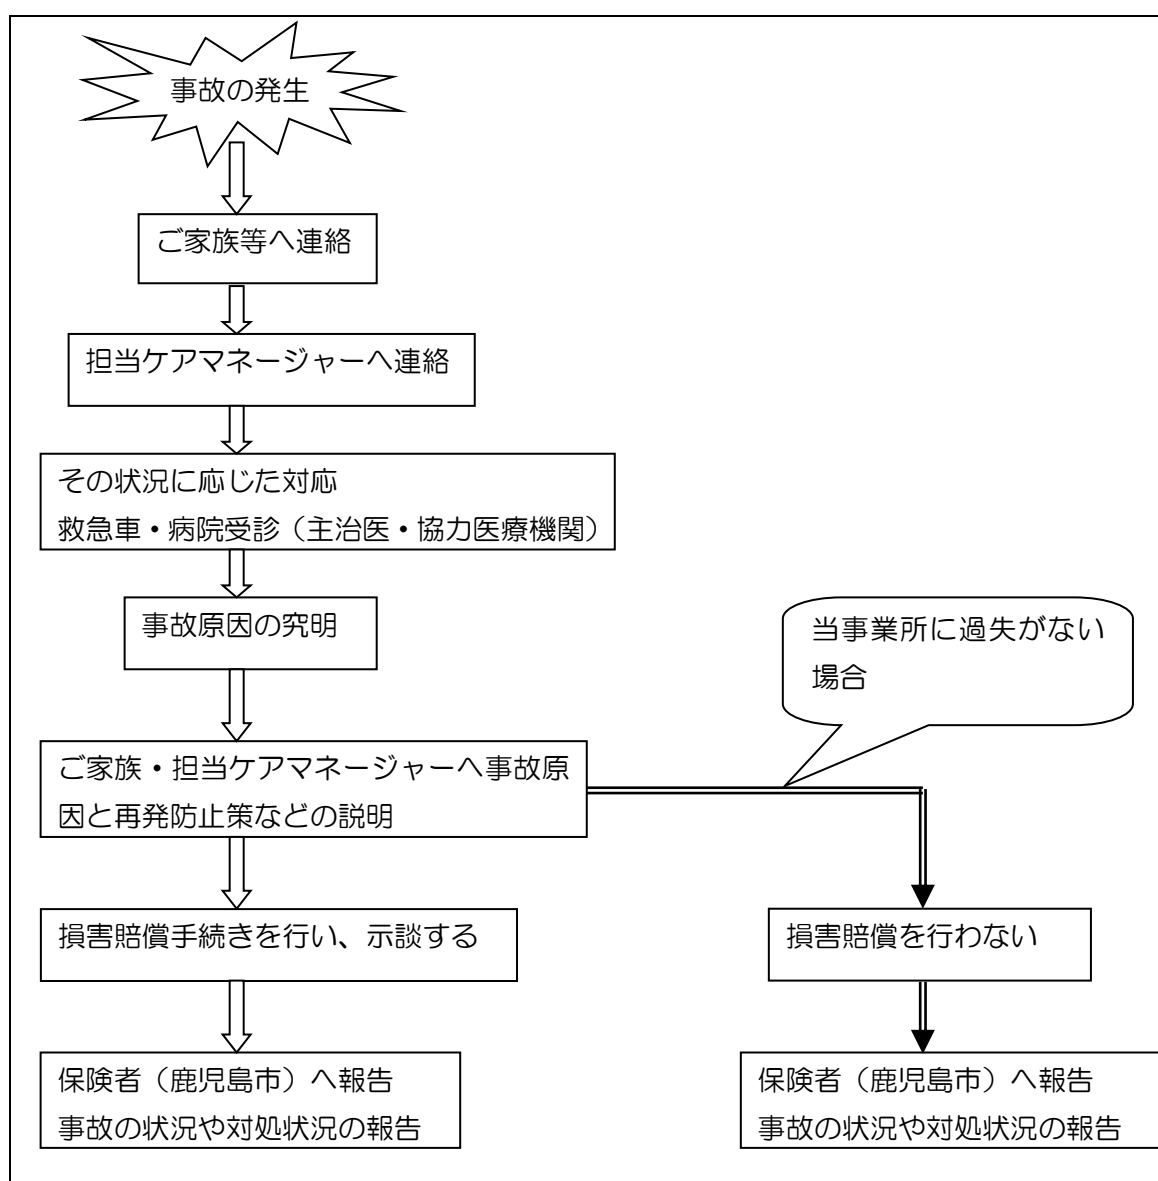 事故の発生
ご家族等へ連絡
担当ケアマネージャーへ連絡
その状況に応じた対応
救急車・病院受診（主治医・協力医療機関）
事故原因の究明
当事業所に過失がない
場合
ご家族・担当ケアマネージャーへ事故原
因と再発防止策などの説明
損害賠償手続きを行い、示談する
損害賠償を行わない
保険者（鹿児島市）へ報告
事故の状況や対処状況の報告
保険者（鹿児島市）へ報告
事故の状況や対処状況の報告